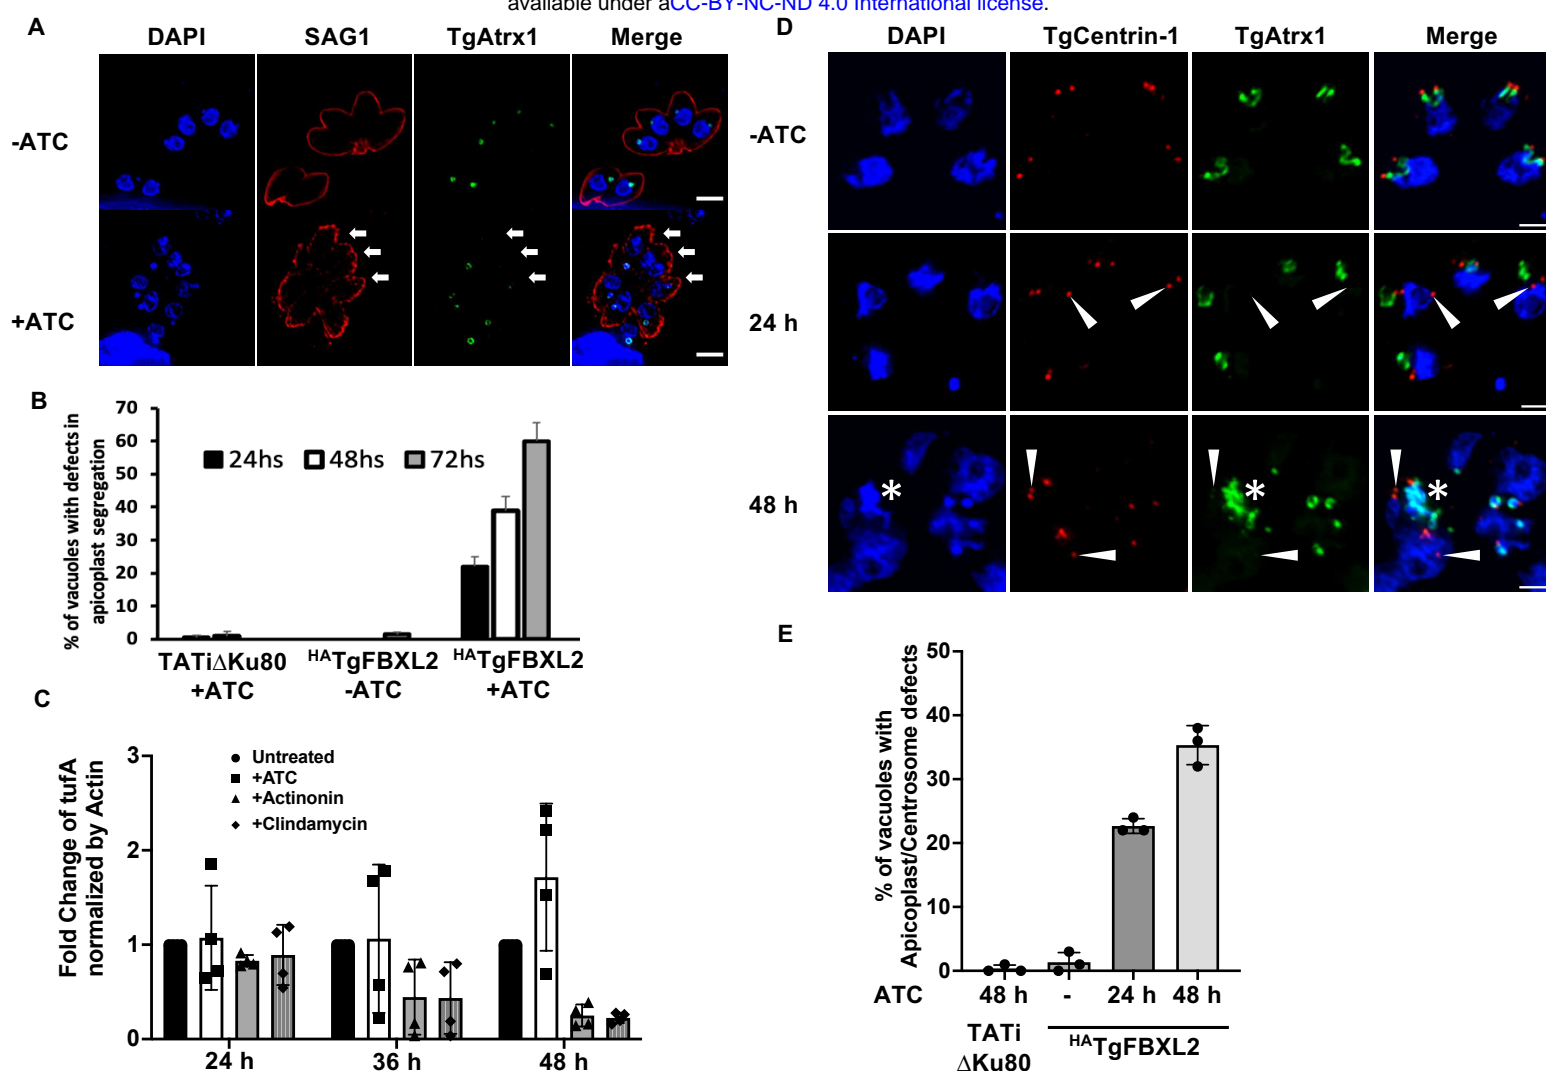 available under aCC-BY-NC-ND 4.0 International license.
A
DAPI SAG1 TgAtrx1 Merge
-ATC
+ATC
B
% of vacuoles with defects in
apicoplast segregation
70
60
50
40
30
20
10
0
24hs 48hs 72hs
TATi∆Ku80 HATgFBXL2 HATgFBXL2
+ATC -ATC +ATC
C
Fold Change of tufA
normalized by Actin
3
2
1
0
Untreated
+ATC
+Actinonin
+Clindamycin
24 h 36 h 48 h
D
DAPI TgCentrin-1 TgAtrx1 Merge
-ATC
24 h
48 h
* * *
E
% of vacuoles with
Apicoplast/Centrosome defects
50
40
30
20
10
0
ATC 48 h - 24 h 48 h
TATi
∆Ku80
HATgFBXL2